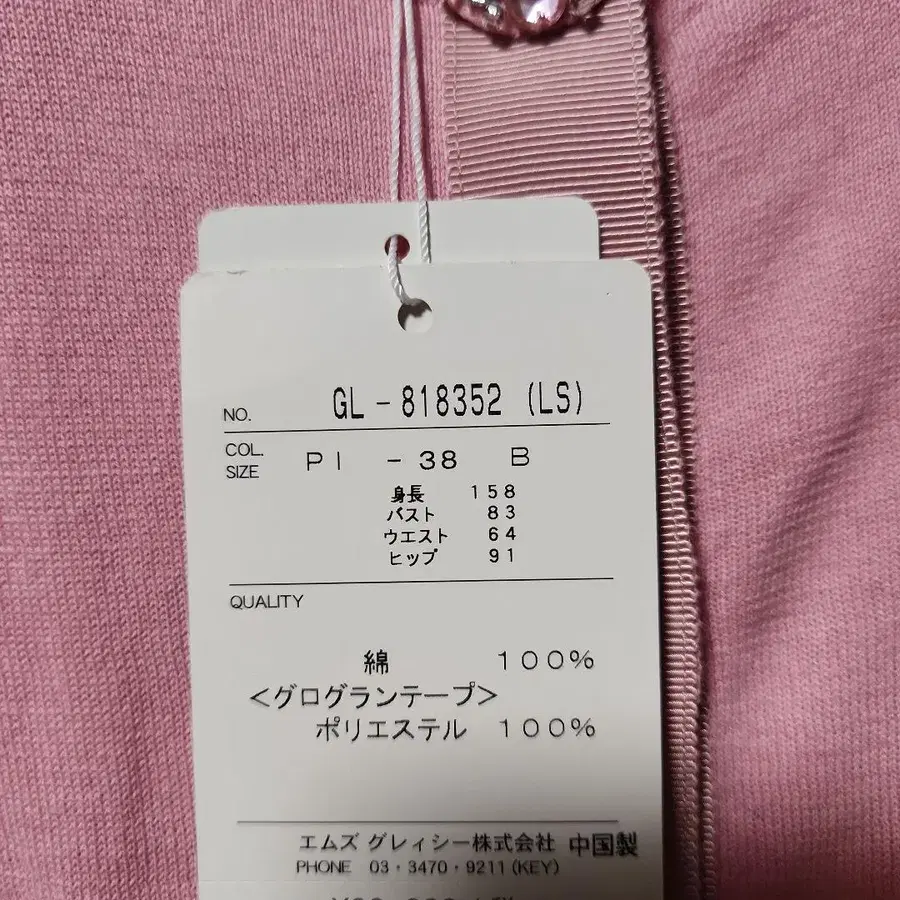 NO. GL-818352 (LS)
COL.
SIZE PI -38 B
身長 158
バスト 83
ウエスト 64
ヒップ 91
QUALITY
綿 100%
<グログランテープ>
ポリエステル 100%
エムズ グレィシー株式会社 中国製
PHONE 03・3470・9211(KEY)